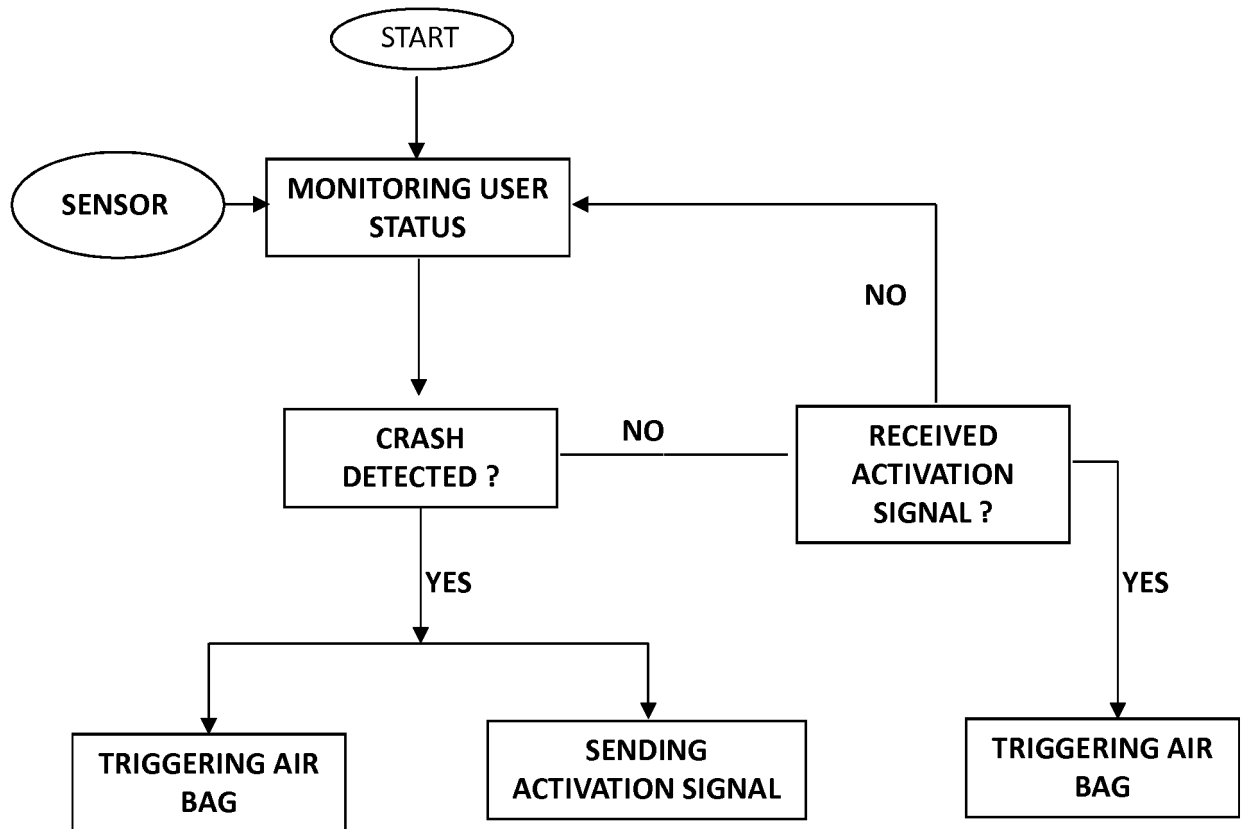 START
SENSOR
MONITORING USER
STATUS
NO
CRASH
DETECTED ?
NO
RECEIVED
ACTIVATION
SIGNAL ?
YES
YES
TRIGGERING AIR
BAG
SENDING
ACTIVATION SIGNAL
TRIGGERING AIR
BAG